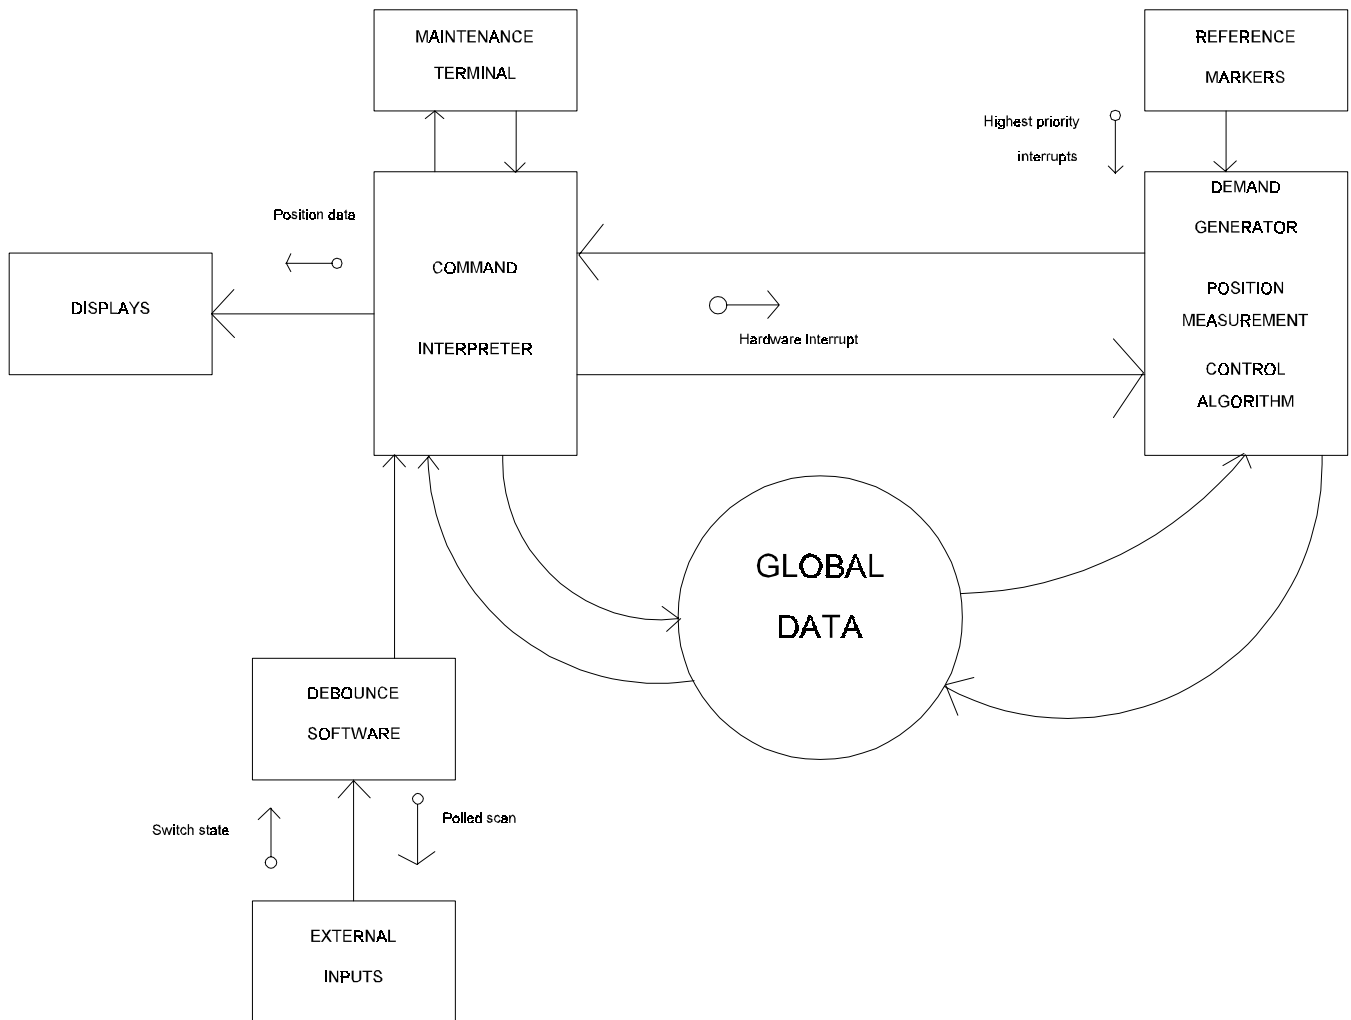 MAINTENANCE
TERMINAL
REFERENCE
MARKERS
Highest priority
interrupts
Position data
DISPLAYS
COMMAND
INTERPRETER
Hardware Interrupt
DEMAND
GENERATOR
POSITION
MEASUREMENT
CONTROL
ALGORITHM
GLOBAL
DATA
DEBOUNCE
SOFTWARE
Switch state
Polled scan
EXTERNAL
INPUTS